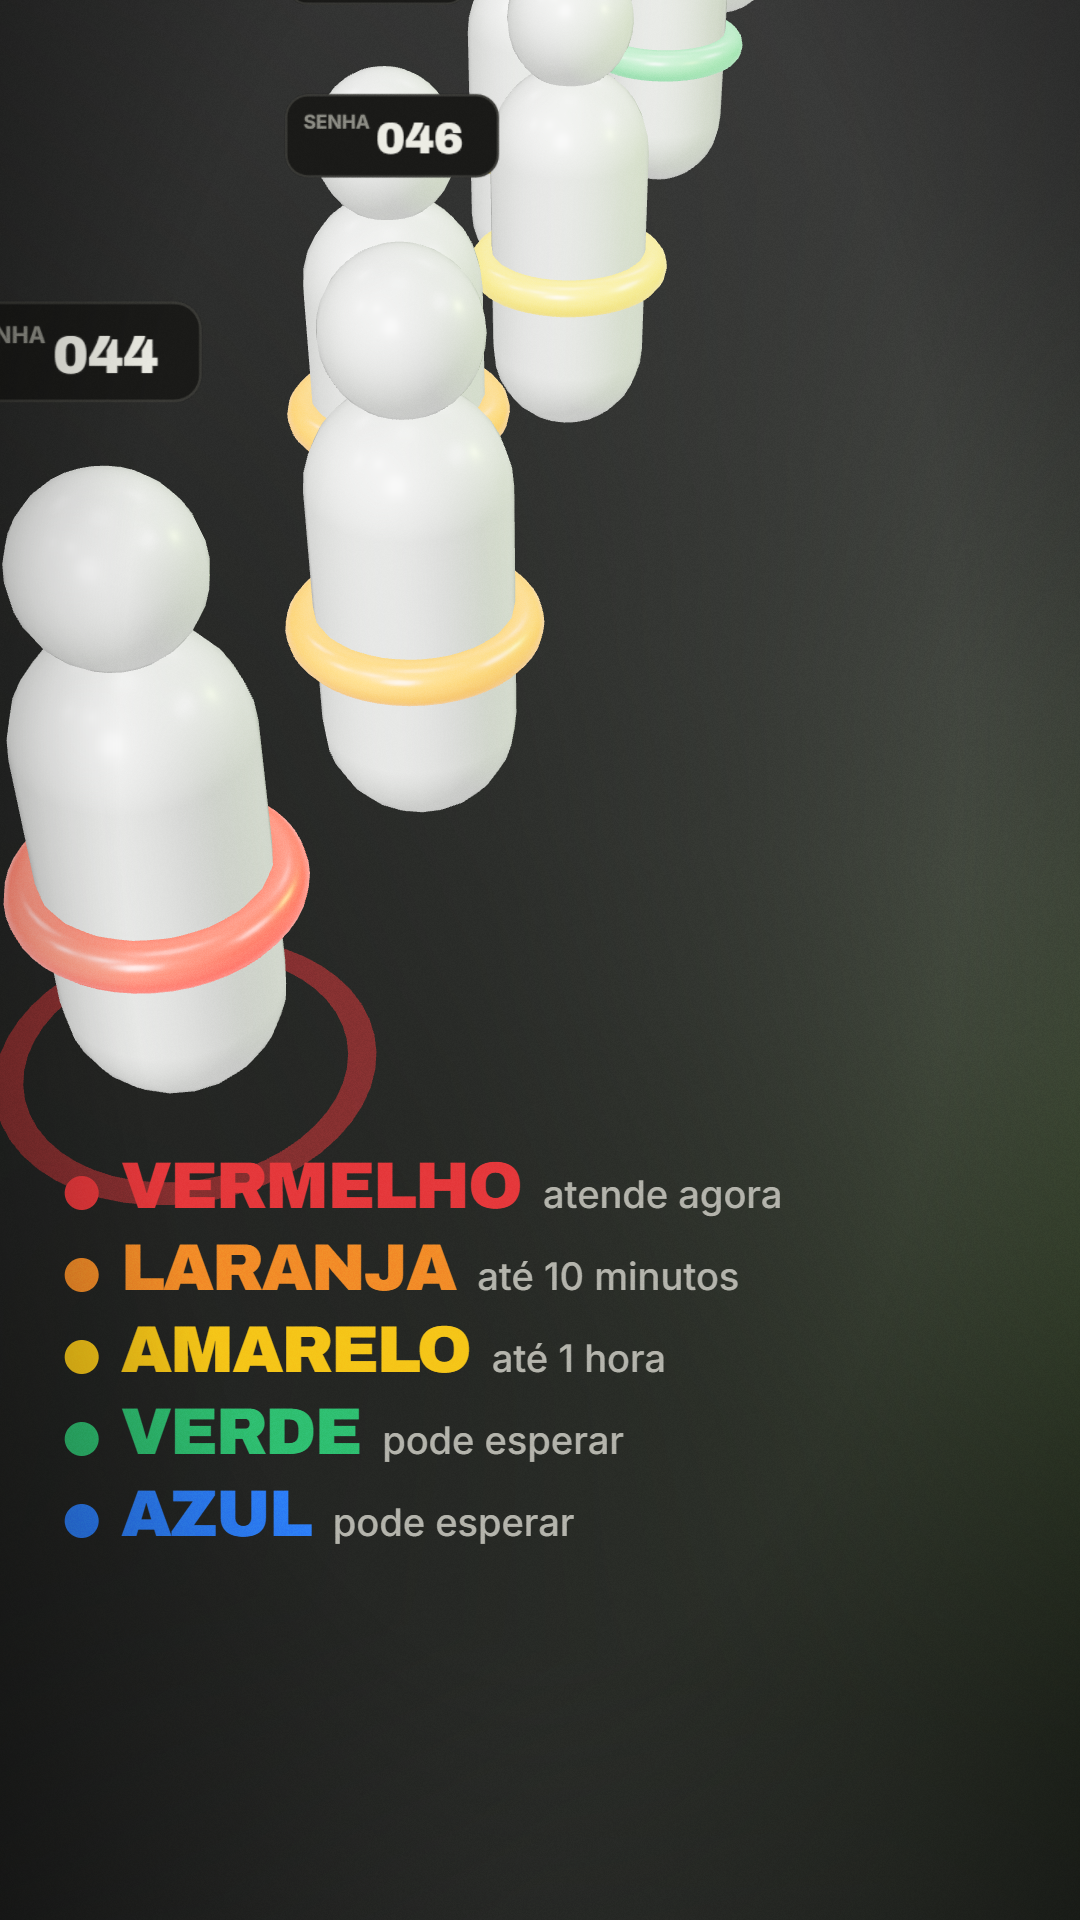 SENHA 046
044
VERMELHO atende agora
LARANJA até 10 minutos
AMARELO até 1 hora
VERDE pode esperar
AZUL pode esperar